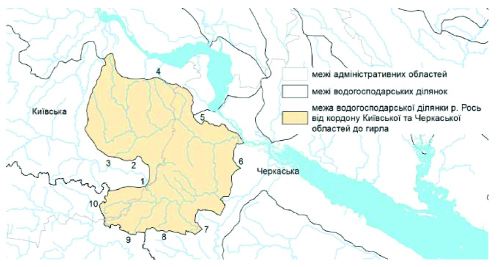 4
межі адміністративних областей
межі водогосподарських ділянок
межа водогосподарської ділянки р. Рось
від кордону Київської та Черкаської
областей до гирла
Київська
5
3
2
6
Черкаська
1
10
7
9
8